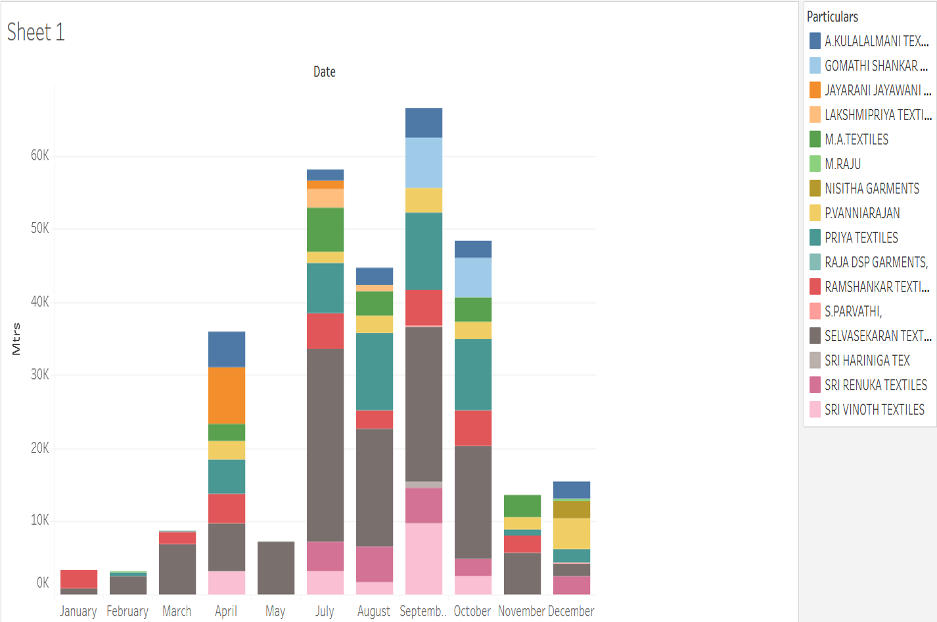 Sheet 1
Date
Mtrs
60K
50K
40K
30K
20K
10K
0K
January February March April May July August Septemb.. October November December
Particulars
A.KULALALMANI TEX...
GOMATHI SHANKAR ...
JAYARANI JAYAWANI ...
LAKSHMIPRIYA TEXTI...
M.A.TEXTILES
M.RAJU
NISITHA GARMENTS
P.VANNIARAJAN
PRIYA TEXTILES
RAJA DSP GARMENTS,
RAMSHANKAR TEXTI...
S.PARVATHI,
SELVASEKARAN TEXT...
SRI HARINIGA TEX
SRI RENUKA TEXTILES
SRI VINOTH TEXTILES